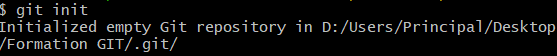 $ git init
Initialized empty Git repository in D:/Users/Principal/Desktop
/Formation GIT/.git/